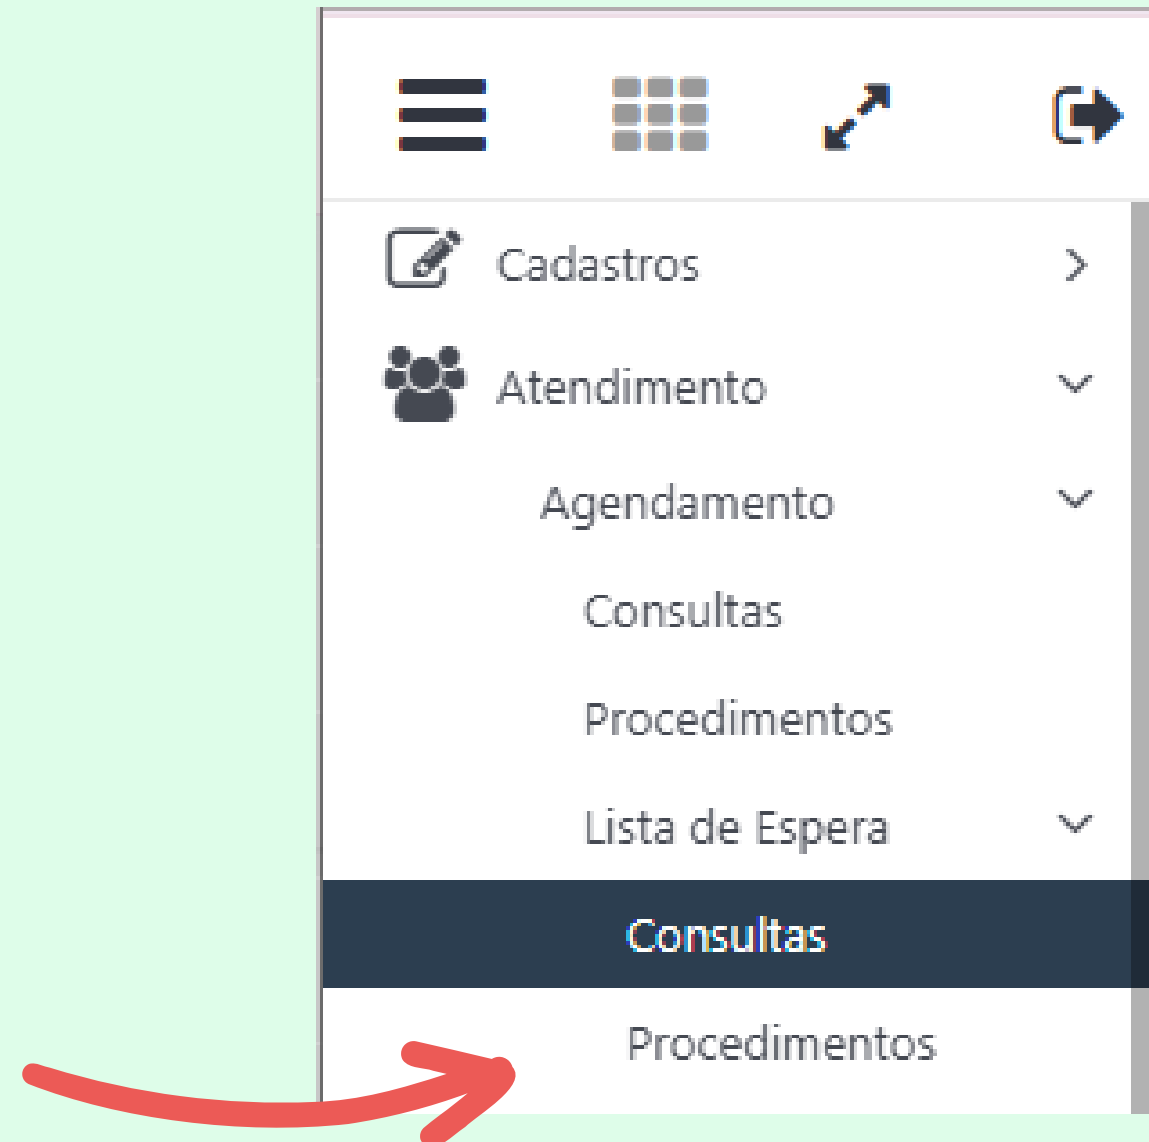 Cadastros
Atendimento
Agendamento
Consultas
Procedimentos
Lista de Espera
Consultas
Procedimentos